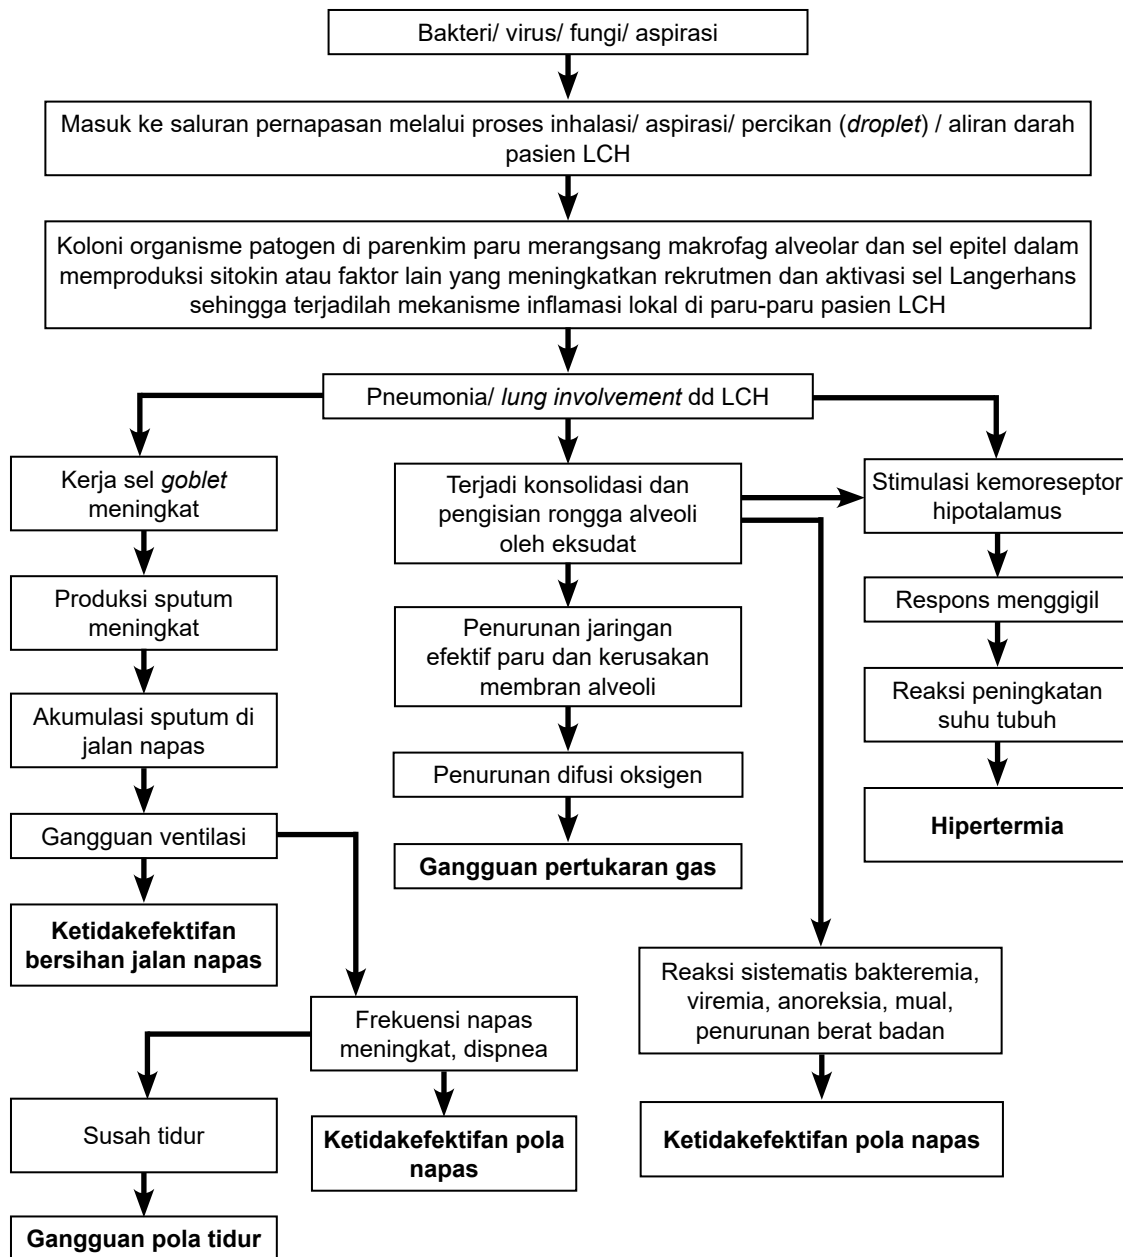 Bakteri/ virus/ fungi/ aspirasi
Masuk ke saluran pernapasan melalui proses inhalasi/ aspirasi/ percikan (droplet) / aliran darah
pasien LCH
Koloni organisme patogen di parenkim paru merangsang makrofag alveolar dan sel epitel dalam
memproduksi sitokin atau faktor lain yang meningkatkan rekrutmen dan aktivasi sel Langerhans
sehingga terjadilah mekanisme inflamasi lokal di paru-paru pasien LCH
Pneumonia/ lung involvement dd LCH
Kerja sel goblet
meningkat
Produksi sputum
meningkat
Akumulasi sputum di
jalan napas
Gangguan ventilasi
Ketidakefektifan
bersihan jalan napas
Terjadi konsolidasi dan
pengisian rongga alveoli
oleh eksudat
Penurunan jaringan
efektif paru dan kerusakan
membran alveoli
Penurunan difusi oksigen
Gangguan pertukaran gas
Stimulasi kemoreseptor
hipotalamus
Respons menggigil
Reaksi peningkatan
suhu tubuh
Hipertermia
Frekuensi napas
meningkat, dispnea
Ketidakefektifan pola
napas
Reaksi sistematis bakteremia,
viremia, anoreksia, mual,
penurunan berat badan
Ketidakefektifan pola napas
Susah tidur
Gangguan pola tidur